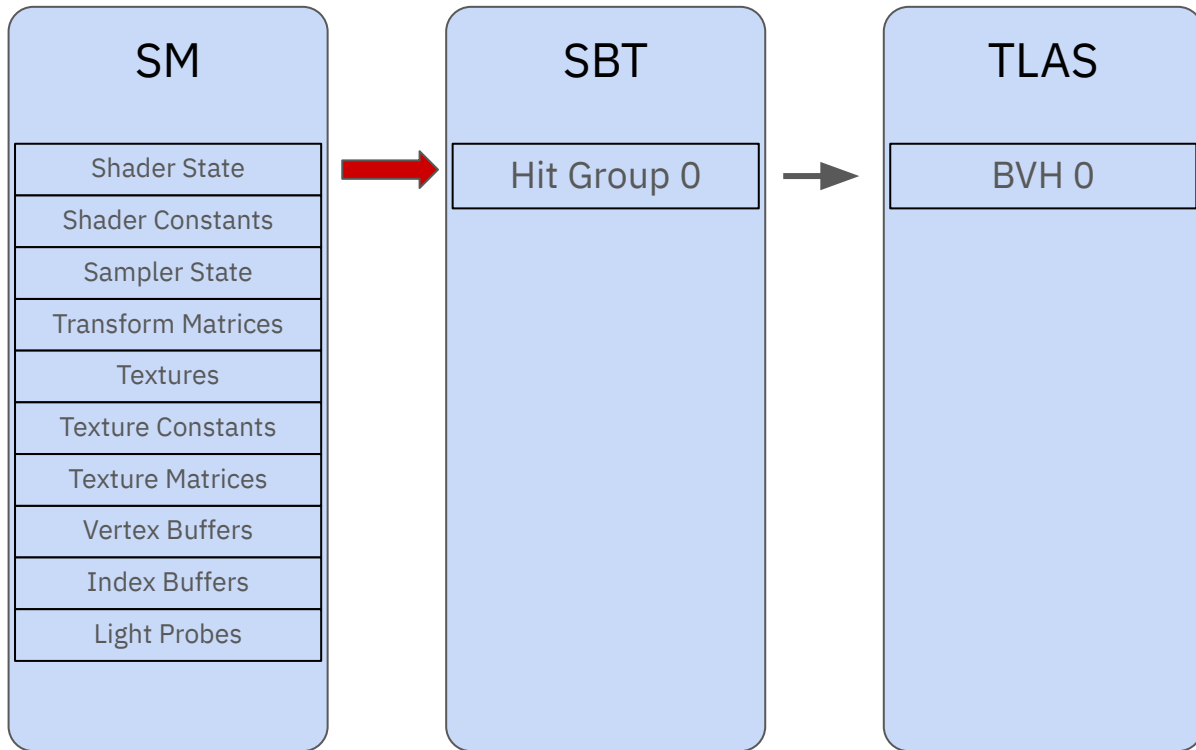 SM
Shader State
Shader Constants
Sampler State
Transform Matrices
Textures
Texture Constants
Texture Matrices
Vertex Buffers
Index Buffers
Light Probes
SBT
Hit Group 0
TLAS
BVH 0